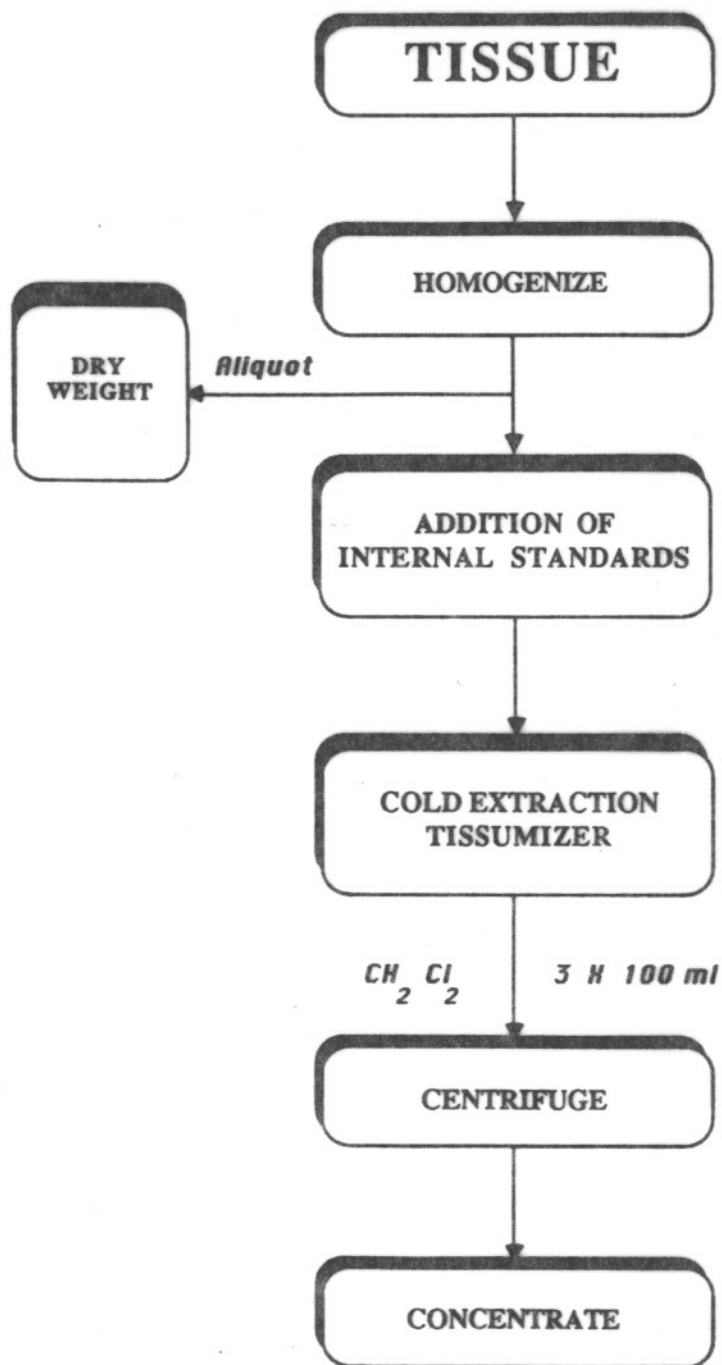 TISSUE
HOMOGENIZE
DRY
WEIGHT
Aliquot
ADDITION OF
INTERNAL STANDARDS
COLD EXTRACTION
TISSUMIZER
CH₂ Cl₂ 3 X 100 ml
CENTRIFUGE
CONCENTRATE